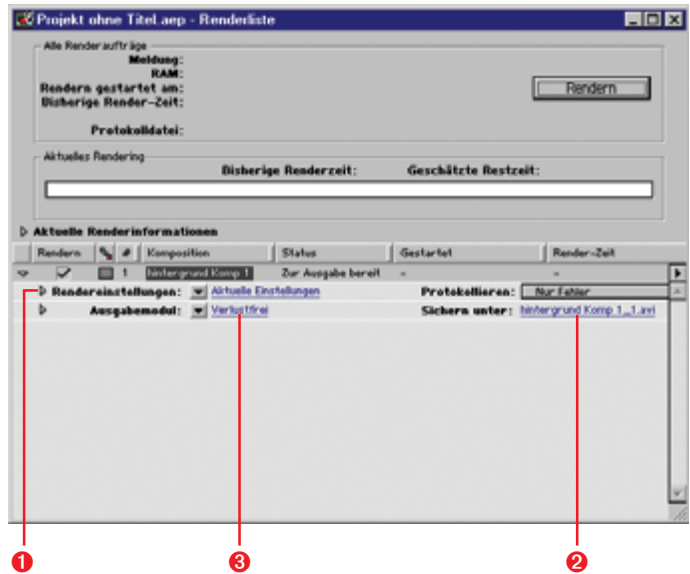 Projekt ohne Titel.aep - Renderliste
Alle Renderaufträge
Meldung:
RAM:
Rendern gestartet am:
Bisherige Render-Zeit:
Rendern
Protokolldatei:
Aktuelles Rendering
Bisherige Renderzeit: Geschätzte Restzeit:
Aktuelle Renderinformationen
Rendern # Komposition Status Gestartet Render-Zeit
1 hintergrund Komp 1 Zur Ausgabe bereit - -
Rendereinstellungen: Aktuelle Einstellungen Protokollieren: Nur Fehler
Ausgabemodul: Verlustfrei Sichern unter: hintergrund Komp 1_1.avi
1 3 2